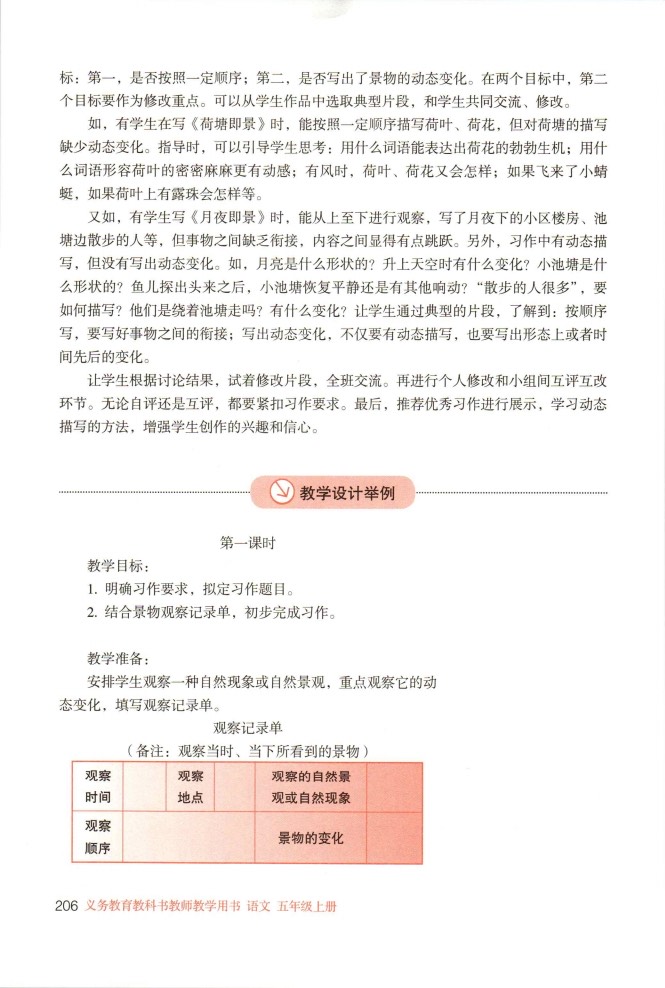 标：第一，是否按照一定顺序；第二，是否写出了景物的动态变化。在两个目标中，第二
个目标要作为修改重点。可以从学生作品中选取典型片段，和学生共同交流、修改。
如，有学生在写《荷塘即景》时，能按照一定顺序描写荷叶、荷花，但对荷塘的描写
缺少动态变化。指导时，可以引导学生思考：用什么词语能表达出荷花的勃勃生机；用什
么词语形容荷叶的密密麻麻更有动感；有风时，荷叶、荷花又会怎样；如果飞来了小蜻
蜓，如果荷叶上有露珠会怎样等。
又如，有学生写《月夜即景》时，能从上至下进行观察，写了月夜下的小区楼房、池
塘边散步的人等，但事物之间缺乏衔接，内容之间显得有点跳跃。另外，习作中有动态描
写，但没有写出动态变化。如，月亮是什么形状的？升上天空时有什么变化？小池塘是什
么形状的？鱼儿探出头来之后，小池塘恢复平静还是有其他响动？“散步的人很多”，要
如何描写？他们是绕着池塘走吗？有什么变化？让学生通过典型的片段，了解到：按顺序
写，要写好事物之间的衔接；写出动态变化，不仅要有动态描写，也要写出形态上或者时
间先后的变化。
让学生根据讨论结果，试着修改片段，全班交流。再进行个人修改和小组间互评互改
环节。无论自评还是互评，都要紧扣习作要求。最后，推荐优秀习作进行展示，学习动态
描写的方法，增强学生创作的兴趣和信心。
教学设计举例
第一课时
教学目标：
1. 明确习作要求，拟定习作题目。
2. 结合景物观察记录单，初步完成习作。
教学准备：
安排学生观察一种自然现象或自然景观，重点观察它的动
态变化，填写观察记录单。
观察记录单
（备注：观察当时、当下所看到的景物）
观察 观察 观察的自然景
时间 地点 观或自然现象
观察
顺序 景物的变化
206 义务教育教科书教师教学用书 语文 五年级上册